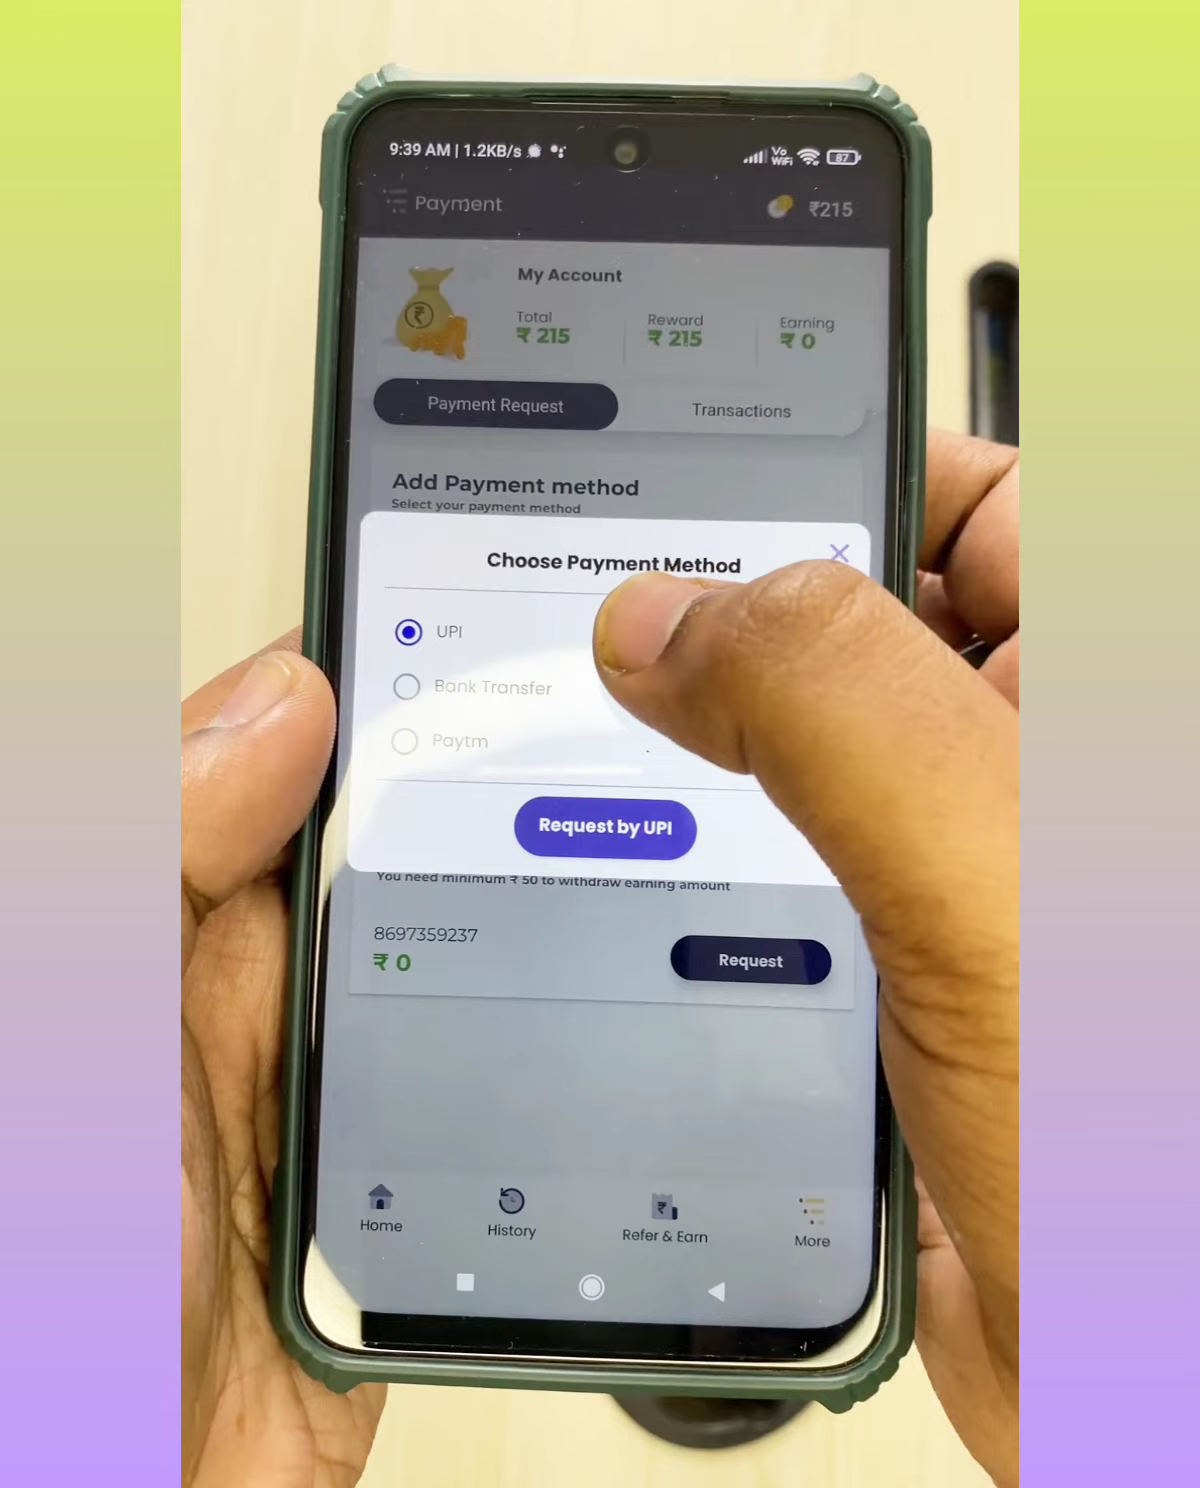 9:39 AM | 1.2KB/s
Vo
WiFi
87
Payment
₹215
My Account
Total
Reward
Earning
₹ 215
₹ 215
₹ 0
Payment Request
Transactions
Add Payment method
Select your payment method
Choose Payment Method
UPI
Bank Transfer
Paytm
Request by UPI
You need minimum ₹ 50 to withdraw earning amount
8697359237
₹ 0
Request
Home
History
Refer & Earn
More